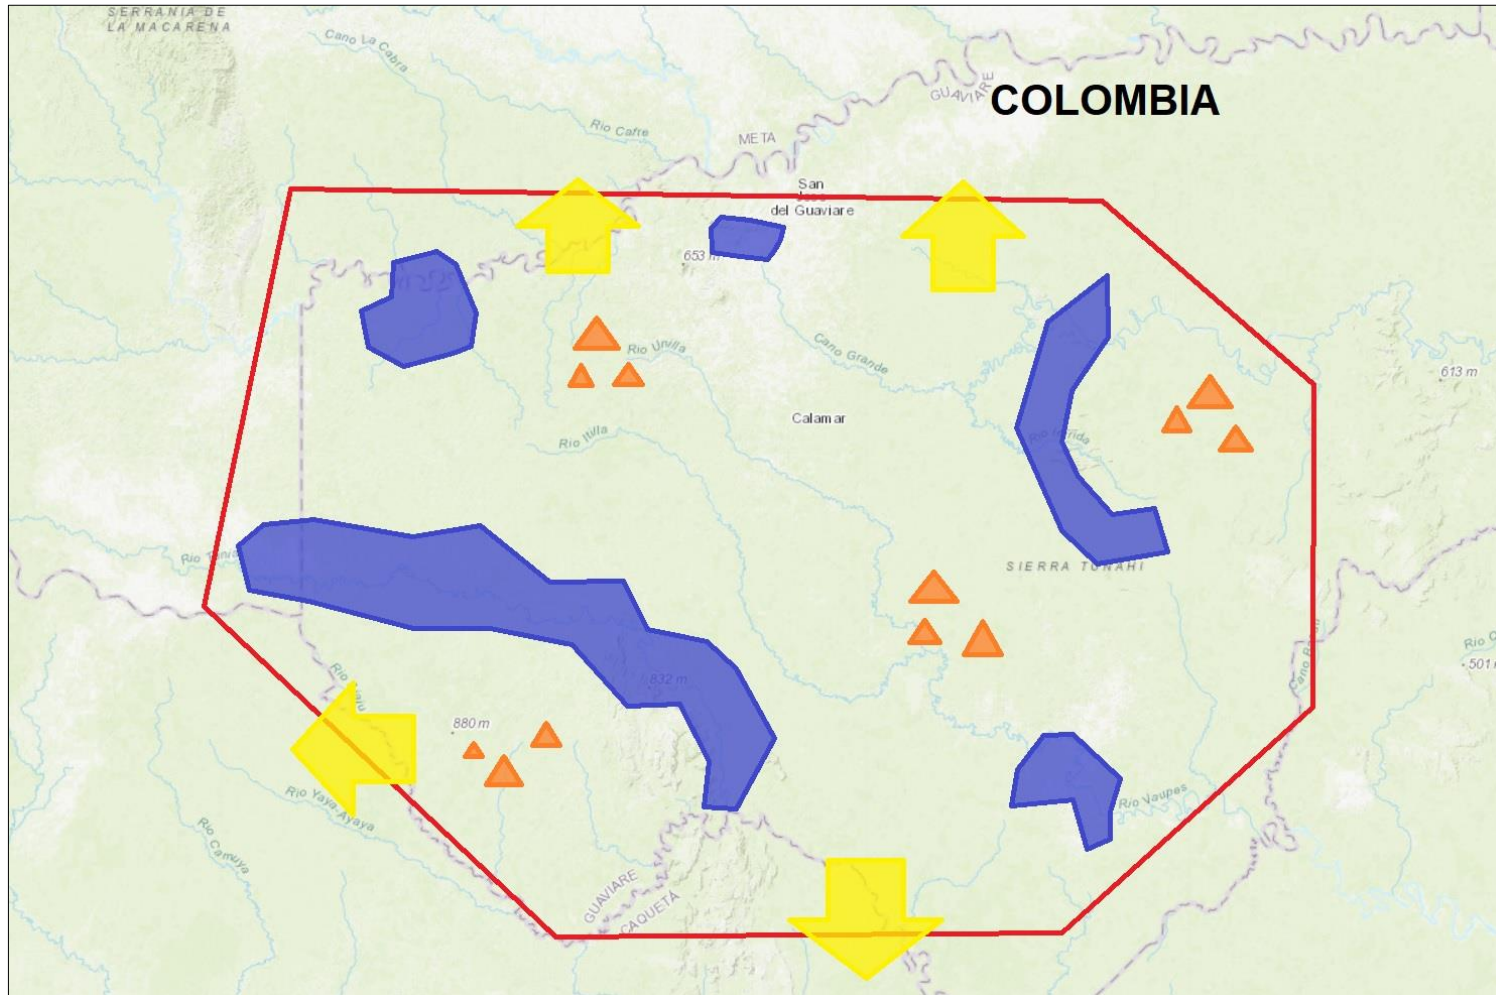 SERRANIA DE
LA MACARENA
Cano La Cabra
Rio Cafre
META
GUAVIARE
COLOMBIA
San
del Guaviare
653 m
Rio Unilla
Cano Grande
613 m
Calamar
Rio Itilla
Rio
SIERRA TUNAHI
Rio
Rio
501
832 m
880 m
Rio Yaya-Ayaya
Rio Camuya
Rio Vaupes
GUAVIARE
CAQUETA